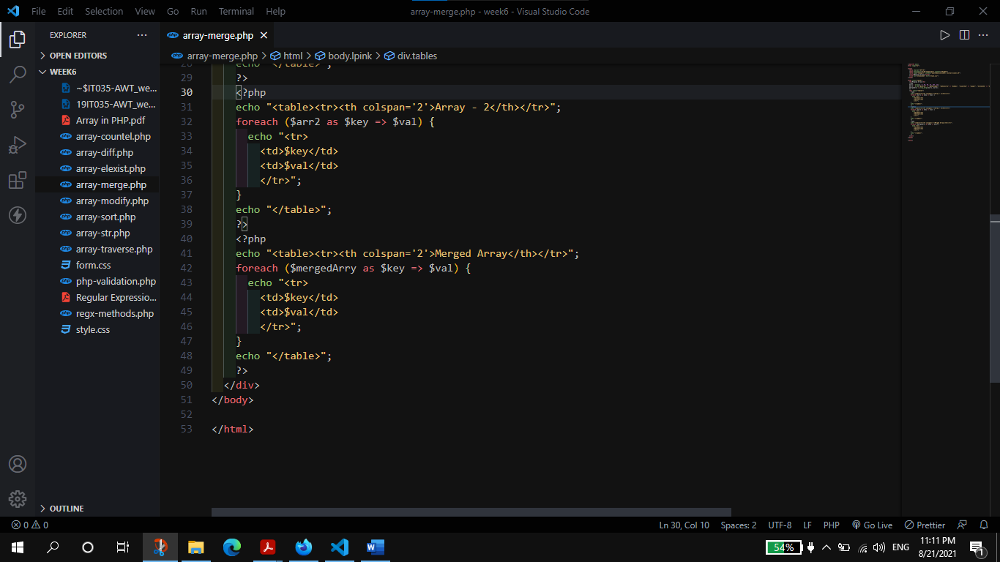 File Edit Selection View Go Run Terminal Help
array-merge.php - week6 - Visual Studio Code
EXPLORER
OPEN EDITORS
WEEK6
~$IT035-AWT_we...
19IT035-AWT_we...
Array in PHP.pdf
array-countel.php
array-diff.php
array-elexist.php
array-merge.php
array-modify.php
array-sort.php
array-str.php
array-traverse.php
form.css
php-validation.php
Regular Expressio...
regx-methods.php
style.css
OUTLINE
array-merge.php
array-merge.php > html > body.lpink > div.tables
28 echo "</table>";
29 ?>
30 <?php
31 echo "<table><tr><th colspan='2'>Array - 2</th></tr>";
32 foreach ($arr2 as $key => $val) {
33 echo "<tr>
34 <td>$key</td>
35 <td>$val</td>
36 </tr>";
37 }
38 echo "</table>";
39 ?>
40 <?php
41 echo "<table><tr><th colspan='2'>Merged Array</th></tr>";
42 foreach ($mergedArry as $key => $val) {
43 echo "<tr>
44 <td>$key</td>
45 <td>$val</td>
46 </tr>";
47 }
48 echo "</table>";
49 ?>
50 </div>
51 </body>
52
53 </html>
0 0
Ln 30, Col 10 Spaces: 2 UTF-8 LF PHP Go Live Prettier
54% ENG
11:11 PM
8/21/2021
1